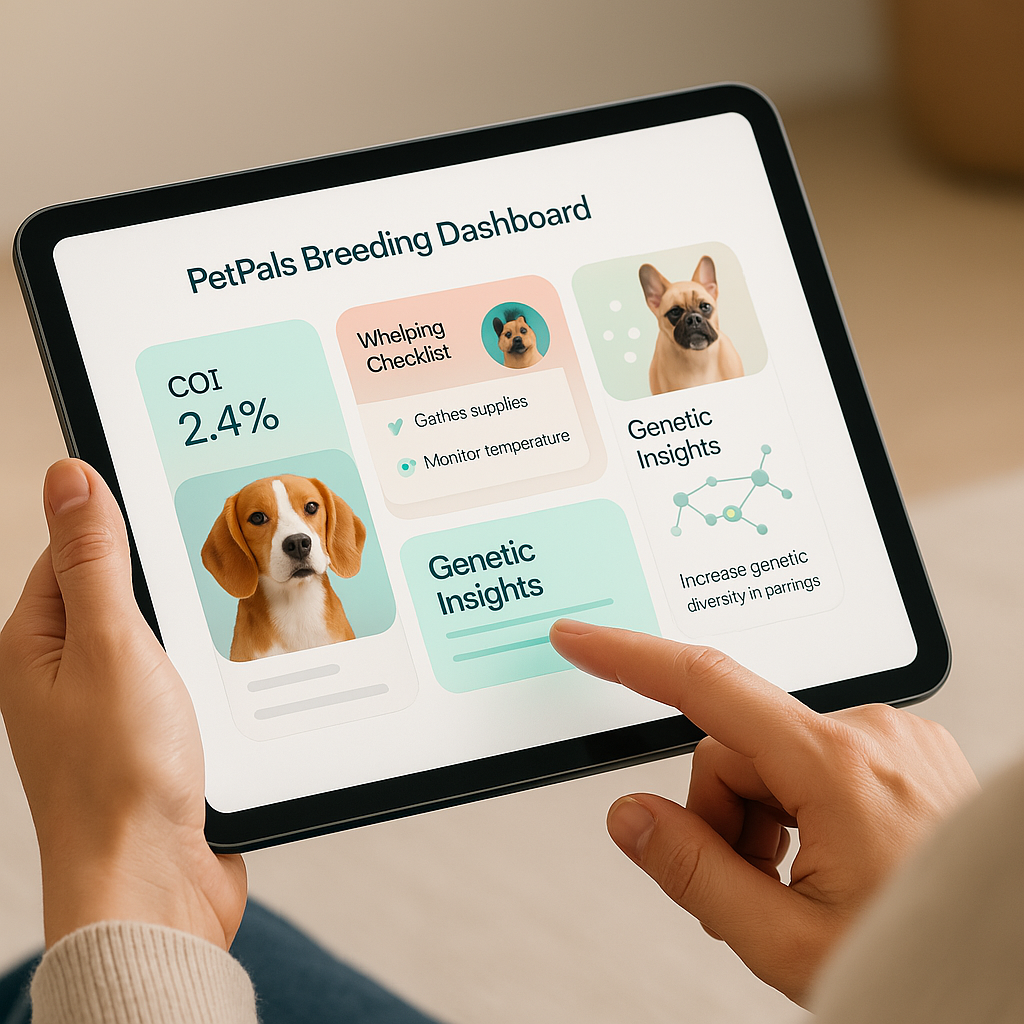 PetPals Breeding Dashboard
COI
2.4%
Whelping
Checklist
Gathes supplies
Monitor temperature
Genetic
Insights
Genetic
Insights
Increase genetic
diversity in parrings